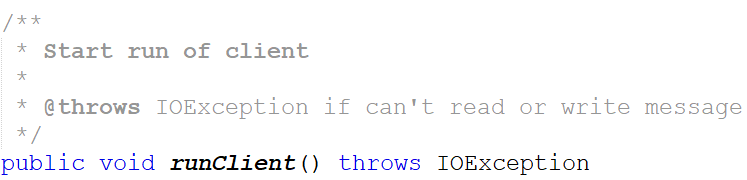 /**
 * Start run of client
 *
 * @throws IOException if can't read or write message
 */
public void runClient() throws IOException